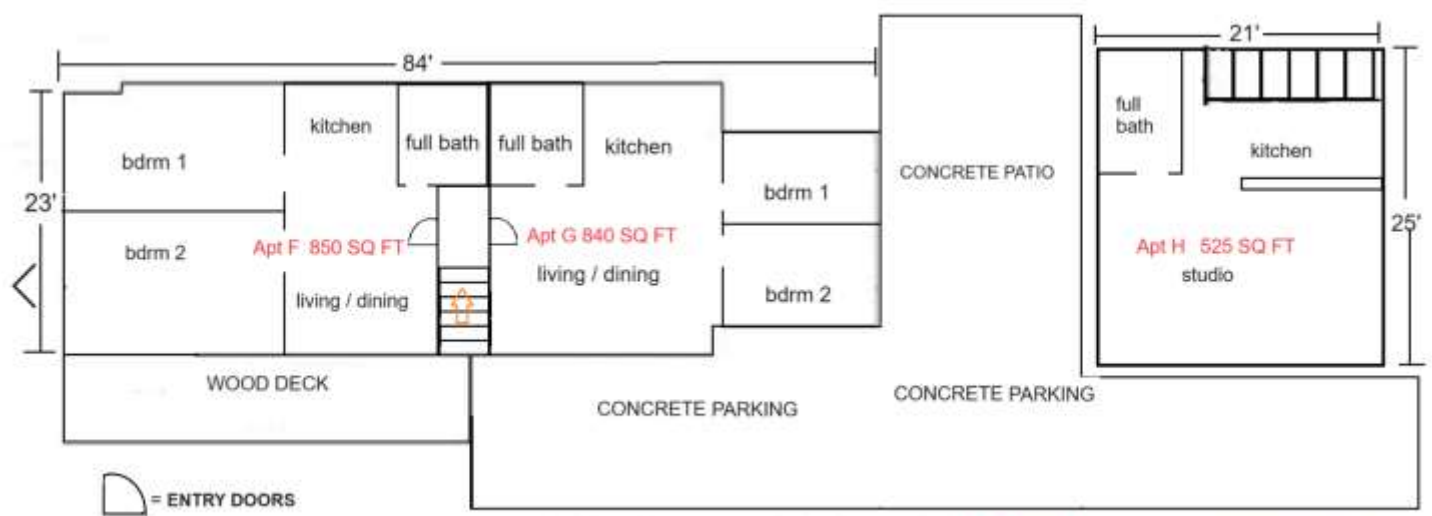 84'
21'
23'
25'
bdrm 1
bdrm 2
kitchen
full bath
Apt F 850 SQ FT
living / dining
full bath
kitchen
Apt G 840 SQ FT
living / dining
bdrm 1
bdrm 2
CONCRETE PATIO
full
bath
kitchen
Apt H 525 SQ FT
studio
WOOD DECK
CONCRETE PARKING
CONCRETE PARKING
= ENTRY DOORS